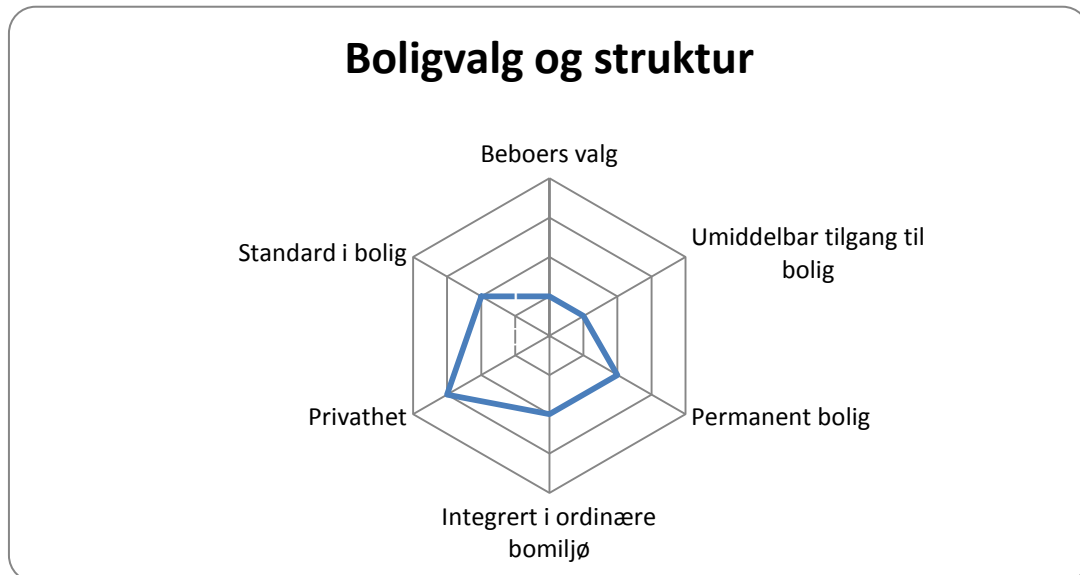 Boligvalg og struktur
Beboers valg
Umiddelbar tilgang til
bolig
Permanent bolig
Integrert i ordinære
bomiljø
Privathet
Standard i bolig